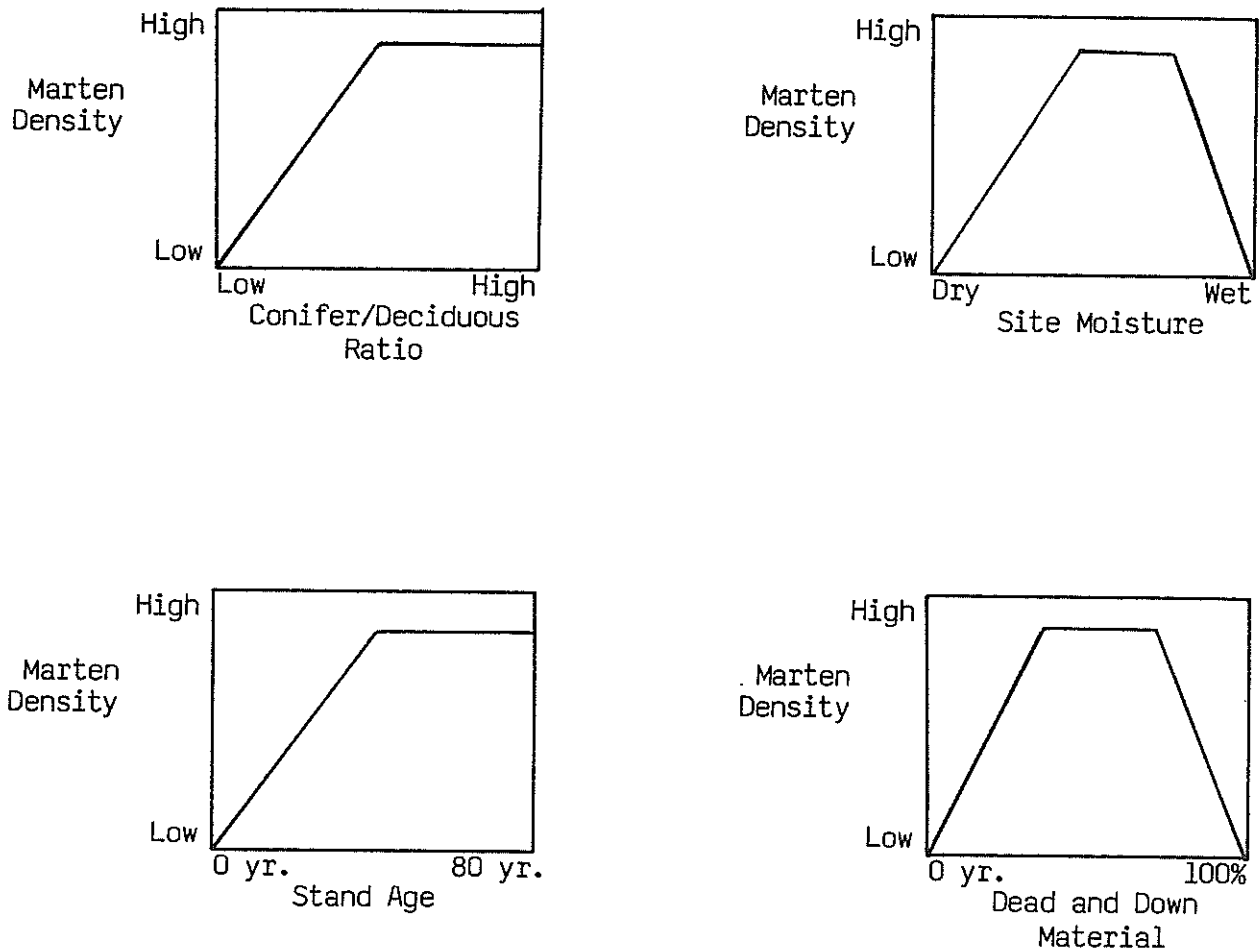 High
Marten
Density
Low
Low High
Conifer/Deciduous
Ratio
High
Marten
Density
Low
Dry Wet
Site Moisture
High
Marten
Density
Low
0 yr. 80 yr.
Stand Age
High
. Marten
Density
Low
0 yr. 100%
Dead and Down
Material